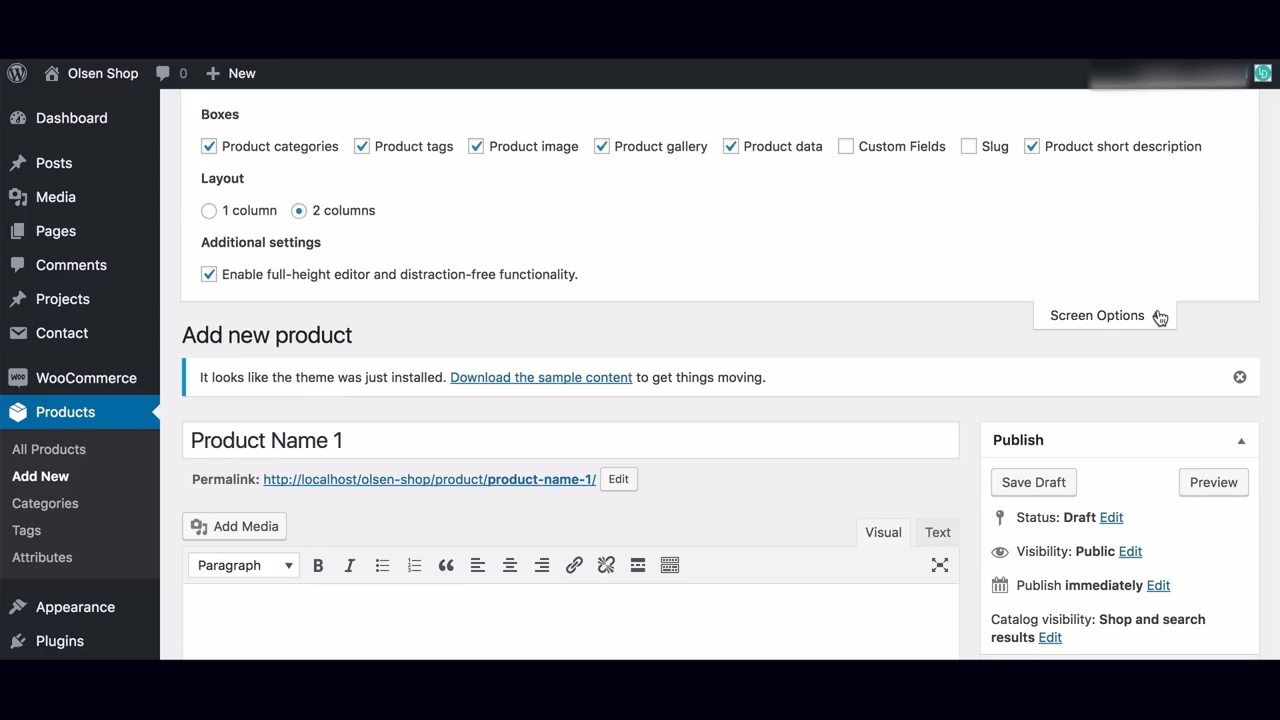 Olsen Shop 0 New
Dashboard
Posts
Media
Pages
Comments
Projects
Contact
WOO WooCommerce
Products
All Products
Add New
Categories
Tags
Attributes
Appearance
Plugins
Boxes
Product categories Product tags Product image Product gallery Product data Custom Fields Slug Product short description
Layout
1 column 2 columns
Additional settings
Enable full-height editor and distraction-free functionality.
Screen Options
Add new product
It looks like the theme was just installed. Download the sample content to get things moving.
Product Name 1
Permalink: http://localhost/olsen-shop/product/product-name-1/ Edit
Add Media
Visual Text
Paragraph B I
Publish
Save Draft Preview
Status: Draft Edit
Visibility: Public Edit
Publish immediately Edit
Catalog visibility: Shop and search
results Edit